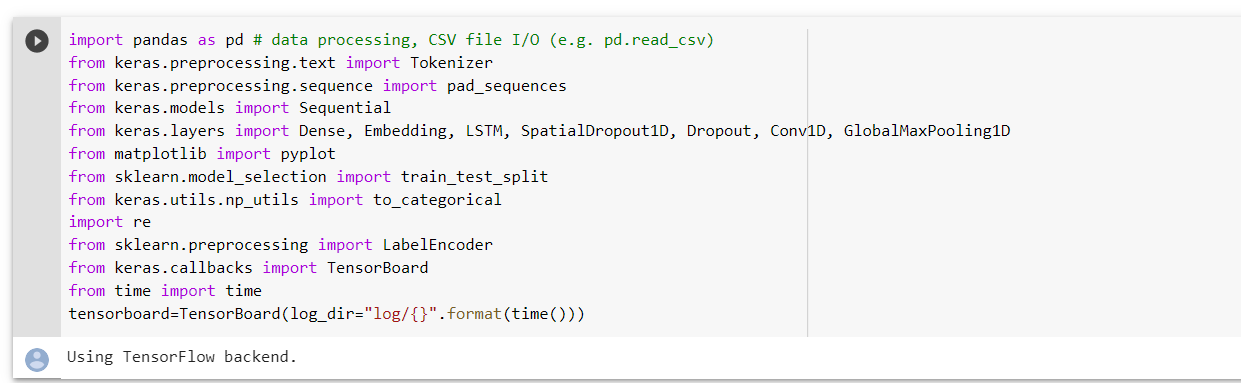 import pandas as pd # data processing, CSV file I/O (e.g. pd.read_csv)
from keras.preprocessing.text import Tokenizer
from keras.preprocessing.sequence import pad_sequences
from keras.models import Sequential
from keras.layers import Dense, Embedding, LSTM, SpatialDropout1D, Dropout, Conv1D, GlobalMaxPooling1D
from matplotlib import pyplot
from sklearn.model_selection import train_test_split
from keras.utils.np_utils import to_categorical
import re
from sklearn.preprocessing import LabelEncoder
from keras.callbacks import TensorBoard
from time import time
tensorboard=TensorBoard(log_dir="log/{}".format(time()))
Using TensorFlow backend.